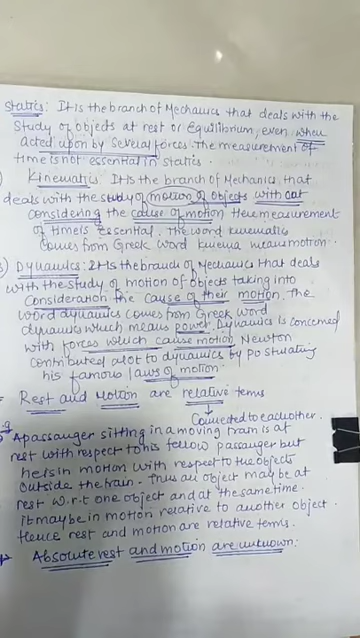 Statics: It is the branch of Mechanics that deals with the
study of objects at rest or Equilibrium, even when
acted upon by several forces. The measurement of
time is not essential in statics.
) Kinematics It is the branch of Mechanics that
deals with the study of motion of objects with out
considering the cause of motion Here measurement
of time is essential. The word kinematics
comes from Greek word kinema means motion.
3) Dynamics: It is the branch of Mechanics that deals
with the study of motion of objects taking into
consideration the cause of their motion. The
word dynamics comes from Greek word
dynamis which means power. Dynamics is concerned
with forces which cause motion, Newton
contributed a lot to dynamics by postulating
his famous laws of motion.
Rest and Motion are relative terms
↓
Connected to each other.
A passanger sitting in a moving train is at
rest with respect to his fellow passanger but
he is in motion with respect to the objects
outside the train. Thus an object may be at
rest w.r.t one object and at the same time.
it may be in motion relative to another object.
Hence rest and motion are relative terms.
Absolute rest and motion are unknown: